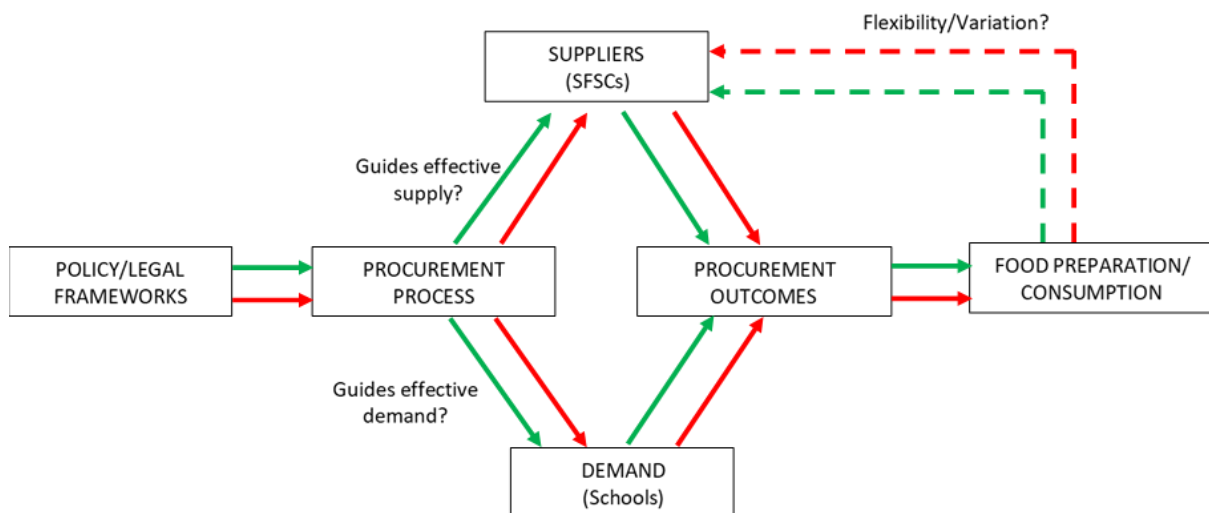 Flexibility/Variation?
SUPPLIERS
(SFSCs)
Guides effective
supply?
POLICY/LEGAL
FRAMEWORKS
PROCUREMENT
PROCESS
PROCUREMENT
OUTCOMES
FOOD PREPARATION/
CONSUMPTION
Guides effective
demand?
DEMAND
(Schools)